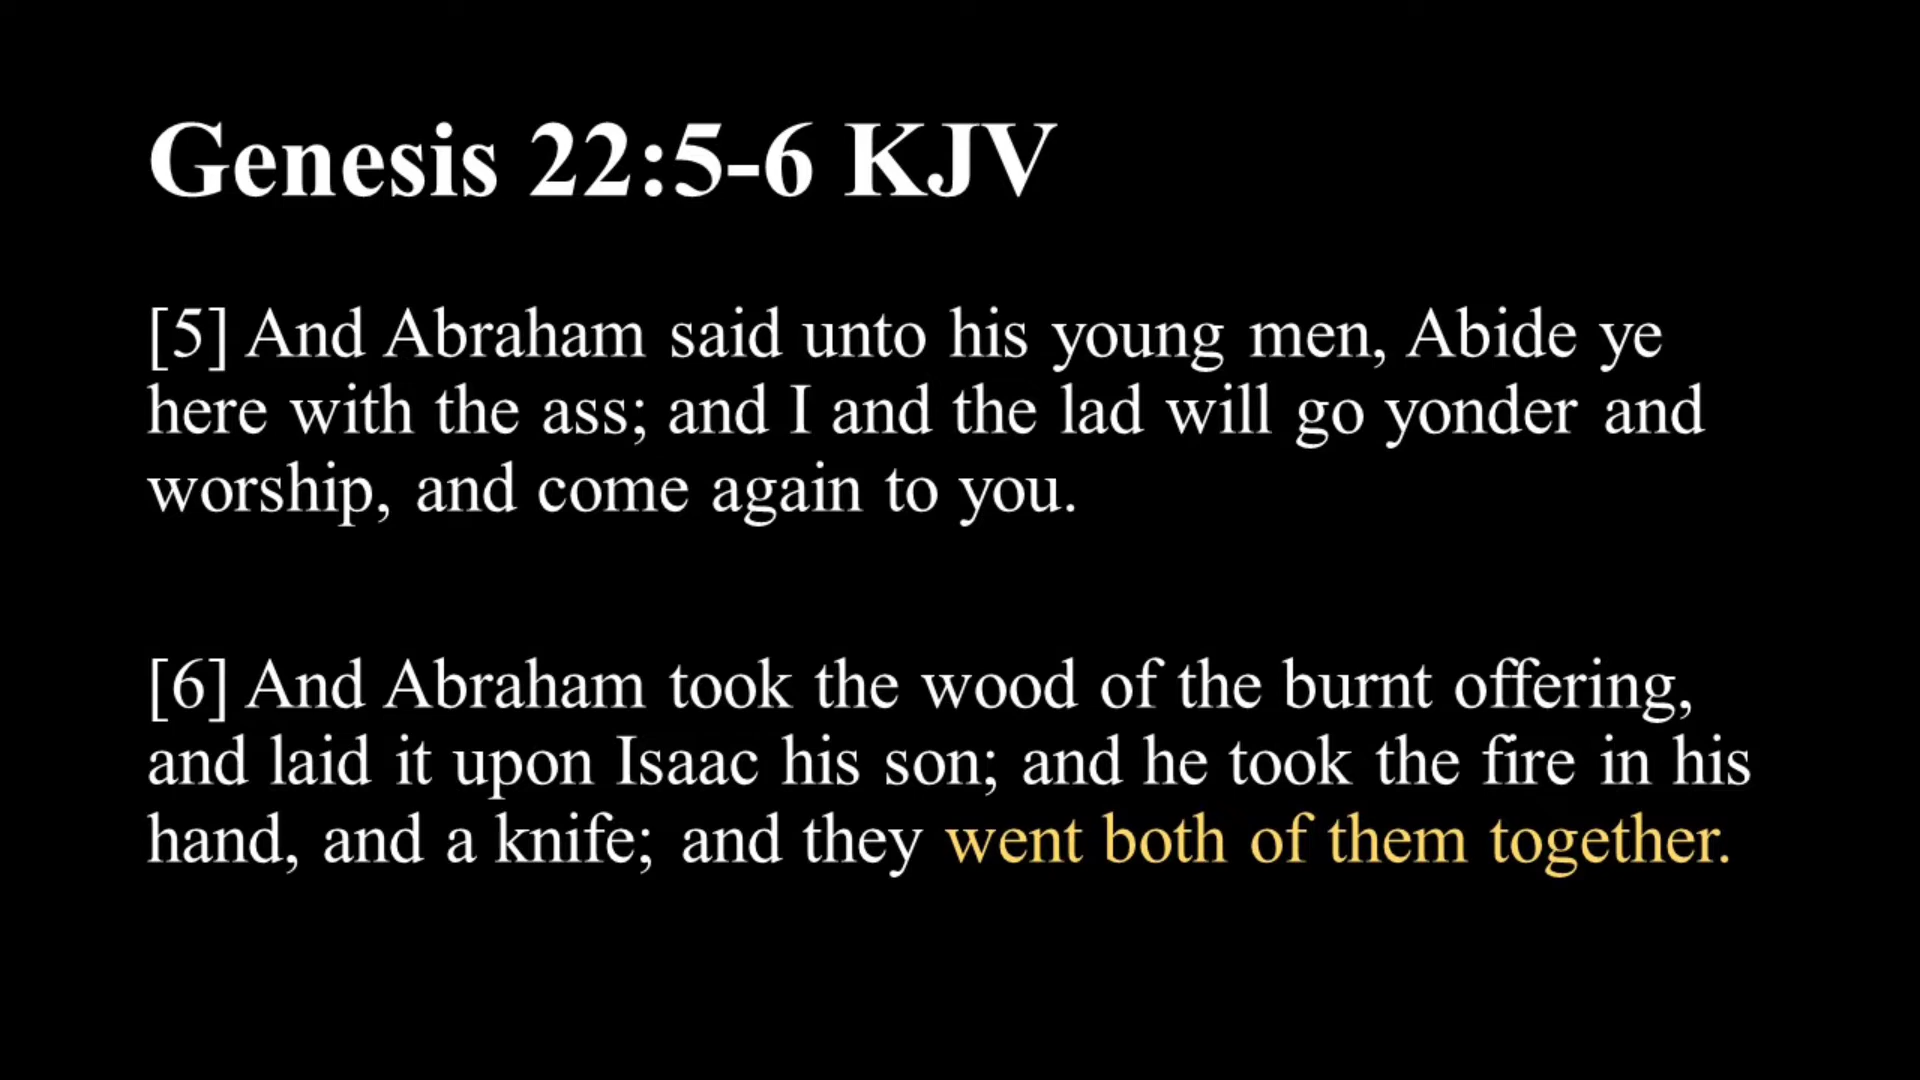 Genesis 22:5-6 KJV
[5] And Abraham said unto his young men, Abide ye
here with the ass; and I and the lad will go yonder and
worship, and come again to you.
[6] And Abraham took the wood of the burnt offering,
and laid it upon Isaac his son; and he took the fire in his
hand, and a knife; and they went both of them together.